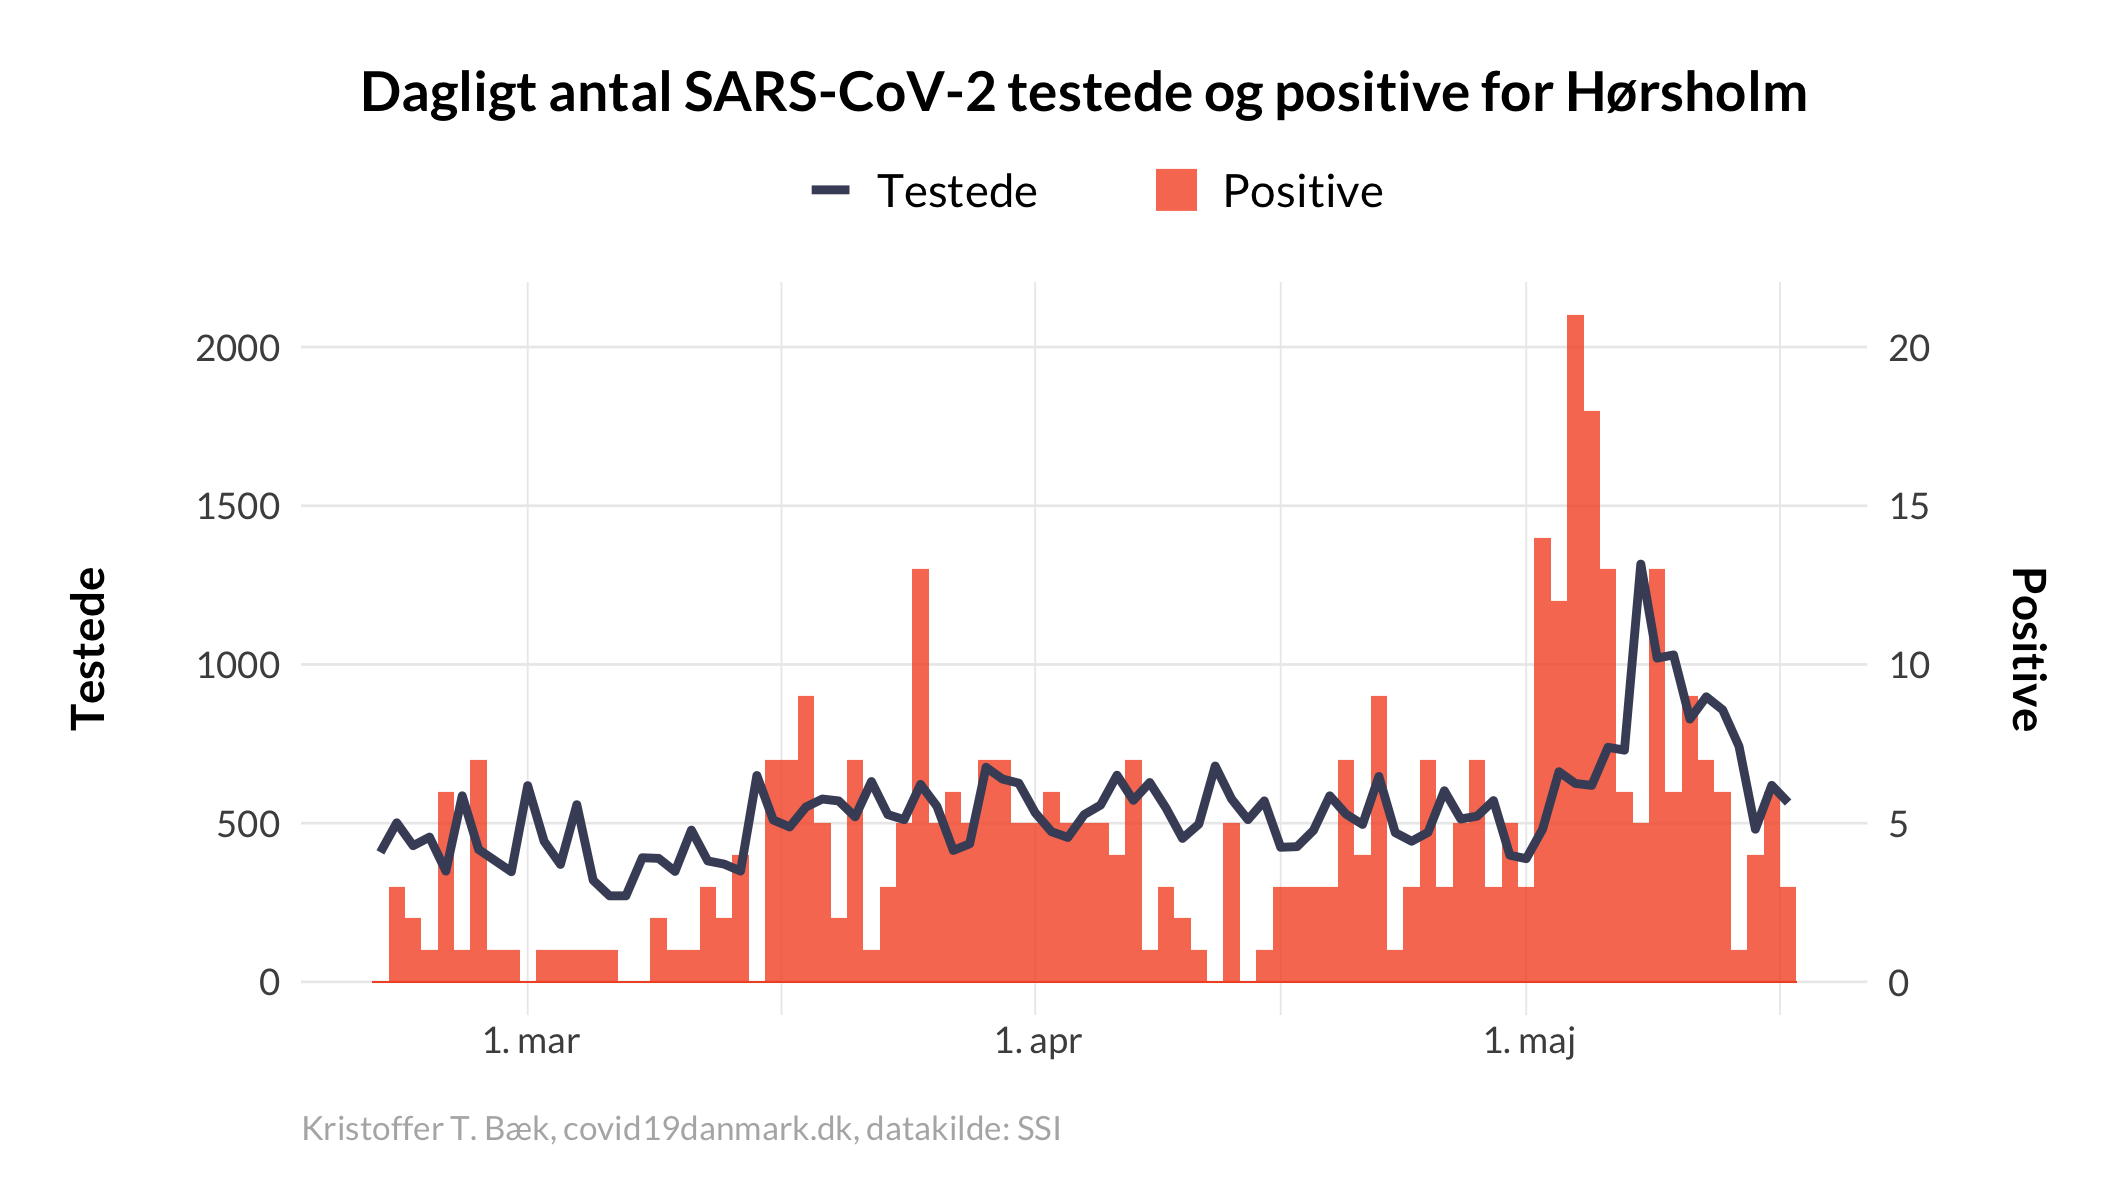 Dagligt antal SARS-CoV-2 testede og positive for Hørsholm
Testede Positive
2000 20
1500 15
1000 10
500 5
0 0
Testede
Positive
1. mar 1. apr 1. maj
Kristoffer T. Bæk, covid19danmark.dk, datakilde: SSI